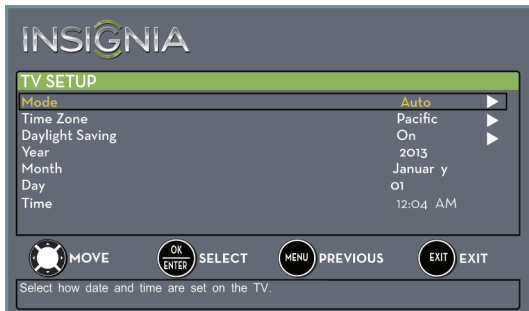 INSIGNIA
TV SETUP
Mode Auto
Time Zone Pacific
Daylight Saving On
Year 2013
Month Januar y
Day 01
Time 12:04 AM
MOVE OK ENTER SELECT MENU PREVIOUS EXIT EXIT
Select how date and time are set on the TV.